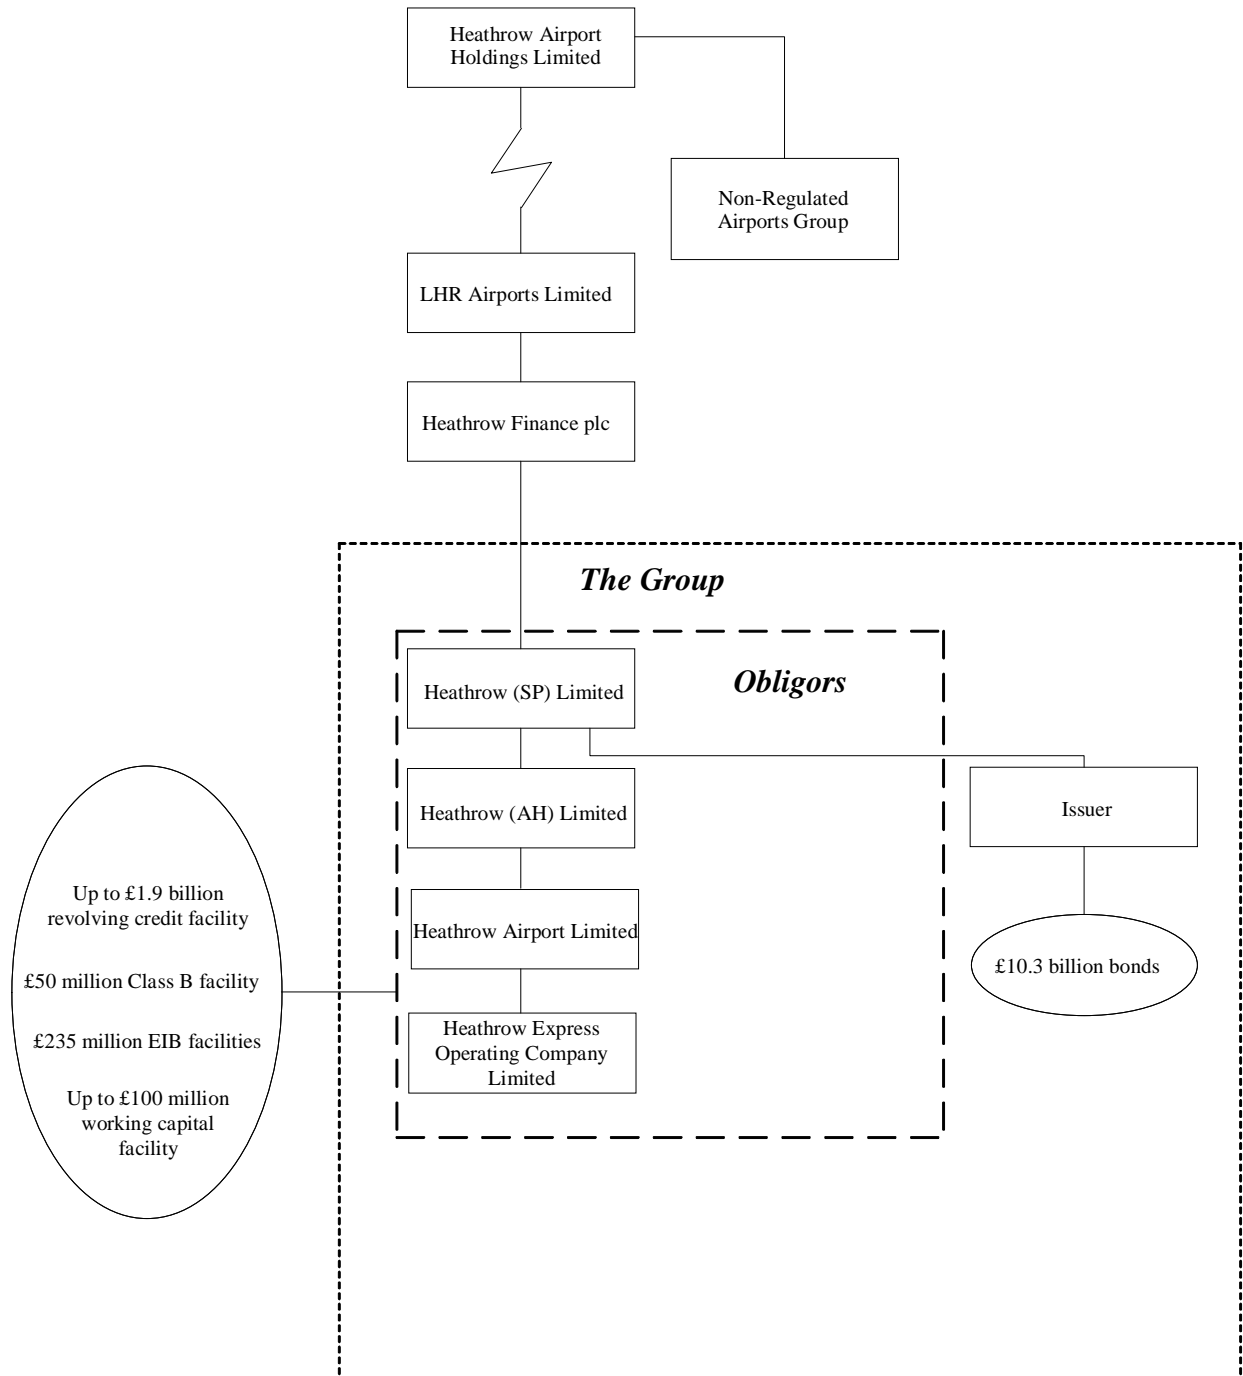 Heathrow Airport
Holdings Limited
Non-Regulated
Airports Group
LHR Airports Limited
Heathrow Finance plc
The Group
Heathrow (SP) Limited
Obligors
Heathrow (AH) Limited
Issuer
Up to £1.9 billion
revolving credit facility
£50 million Class B facility
£235 million EIB facilities
Up to £100 million
working capital
facility
Heathrow Airport Limited
£10.3 billion bonds
Heathrow Express
Operating Company
Limited